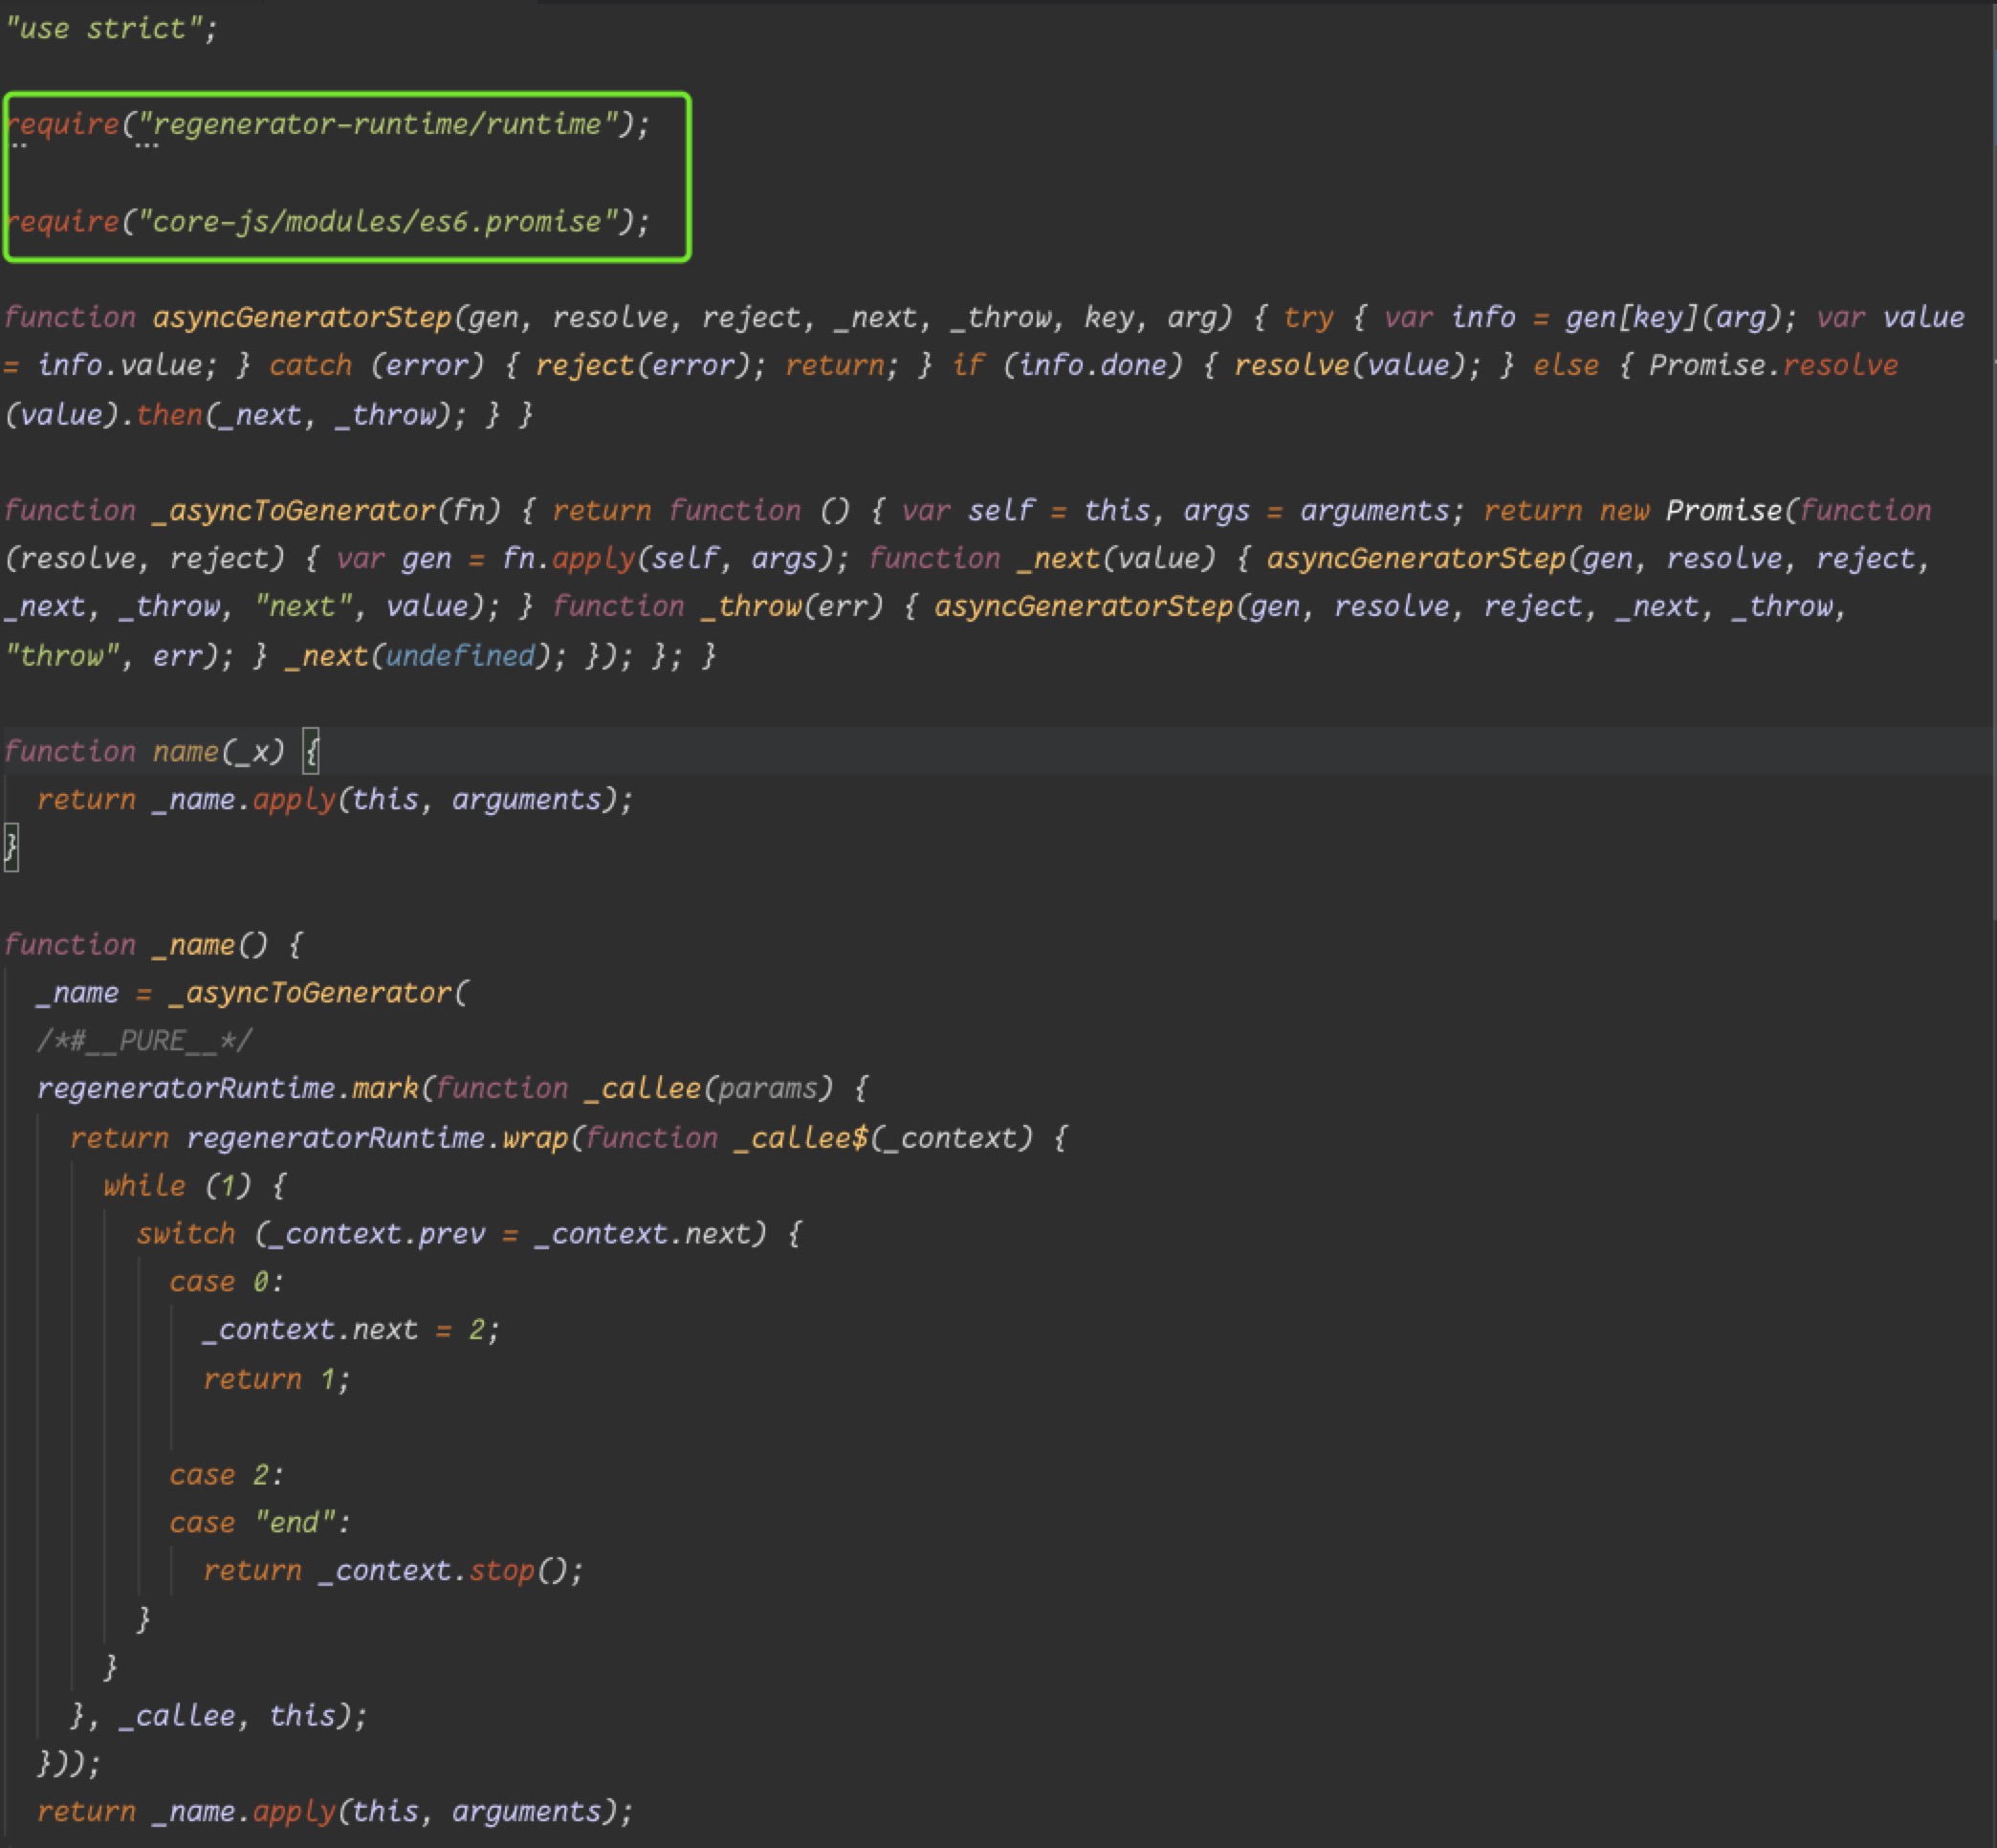 "use strict";
require("regenerator-runtime/runtime");
require("core-js/modules/es6.promise");
function asyncGeneratorStep(gen, resolve, reject, _next, _throw, key, arg) { try { var info = gen[key](arg); var value
= info.value; } catch (error) { reject(error); return; } if (info.done) { resolve(value); } else { Promise.resolve
(value).then(_next, _throw); } }
function _asyncToGenerator(fn) { return function () { var self = this, args = arguments; return new Promise(function
(resolve, reject) { var gen = fn.apply(self, args); function _next(value) { asyncGeneratorStep(gen, resolve, reject,
_next, _throw, "next", value); } function _throw(err) { asyncGeneratorStep(gen, resolve, reject, _next, _throw,
"throw", err); } _next(undefined); }); }; }
function name(_x) {
return _name.apply(this, arguments);
}
function _name() {
_name = _asyncToGenerator(
/*#__PURE__*/
regeneratorRuntime.mark(function _callee(params) {
return regeneratorRuntime.wrap(function _callee$(_context) {
while (1) {
switch (_context.prev = _context.next) {
case 0:
_context.next = 2;
return 1;
case 2:
case "end":
return _context.stop();
}
}
}, _callee, this);
}));
return _name.apply(this, arguments);